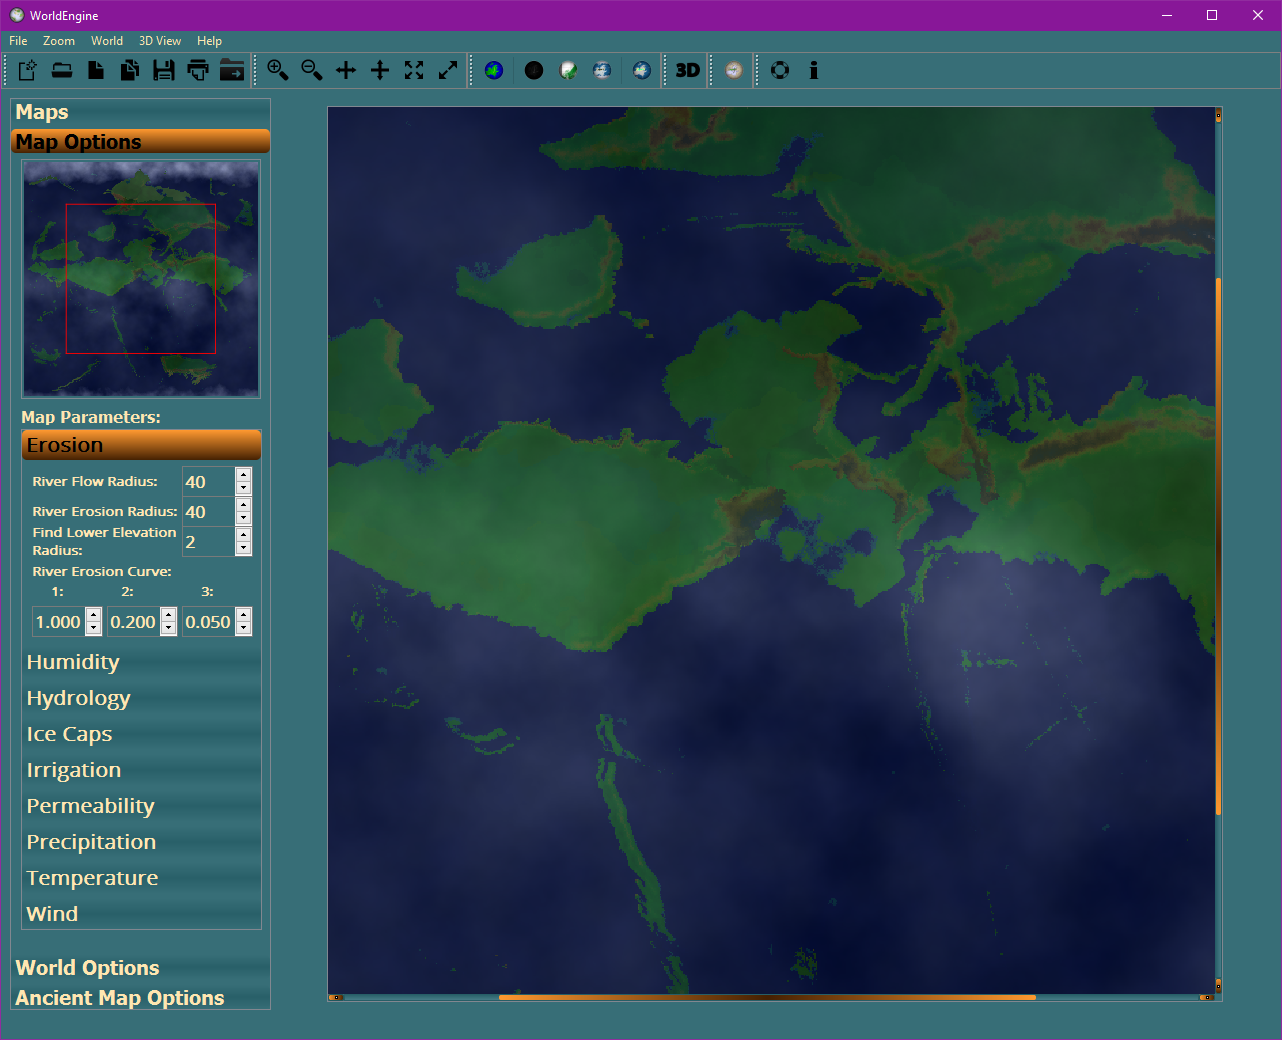 WorldEngine
File Zoom World 3D View Help
3D
Maps
Map Options
Map Parameters:
Erosion
River Flow Radius: 40
River Erosion Radius: 40
Find Lower Elevation
Radius: 2
River Erosion Curve:
1: 2: 3:
1.000 0.200 0.050
Humidity
Hydrology
Ice Caps
Irrigation
Permeability
Precipitation
Temperature
Wind
World Options
Ancient Map Options